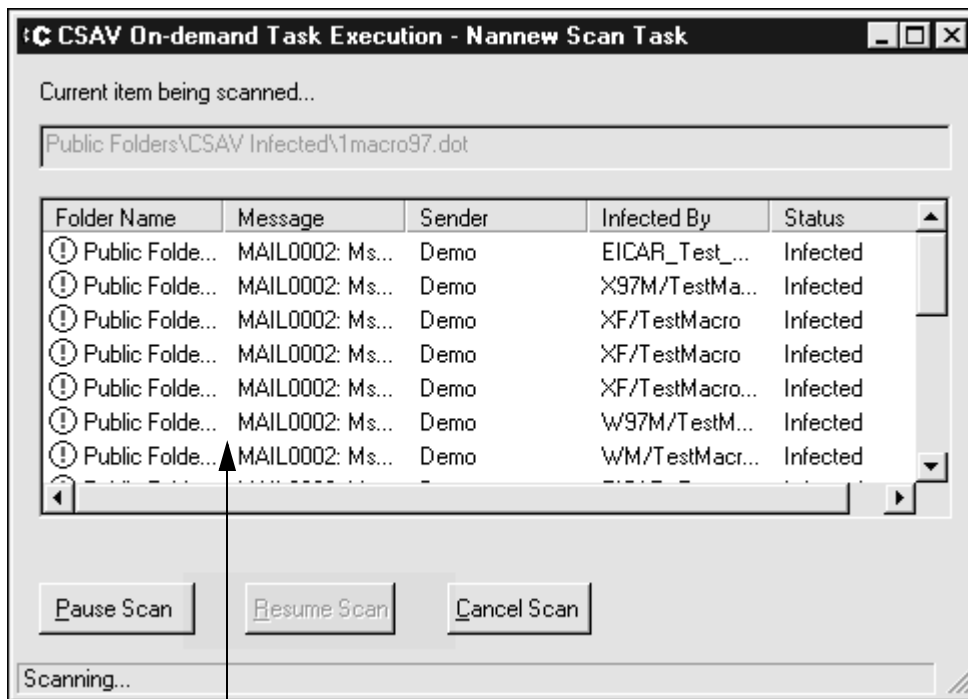 CSAV On-demand Task Execution - Nannew Scan Task
Current item being scanned...
Public Folders\CSAV Infected\1macro97.dot
Folder Name Message Sender Infected By Status
Public Folde... MAIL0002: Ms... Demo EICAR_Test_... Infected
Public Folde... MAIL0002: Ms... Demo X97M/TestMa... Infected
Public Folde... MAIL0002: Ms... Demo XF/TestMacro Infected
Public Folde... MAIL0002: Ms... Demo XF/TestMacro Infected
Public Folde... MAIL0002: Ms... Demo XF/TestMacro... Infected
Public Folde... MAIL0002: Ms... Demo W97M/TestM... Infected
Public Folde... MAIL0002: Ms... Demo WM/TestMacr... Infected
Pause Scan Resume Scan Cancel Scan
Scanning...